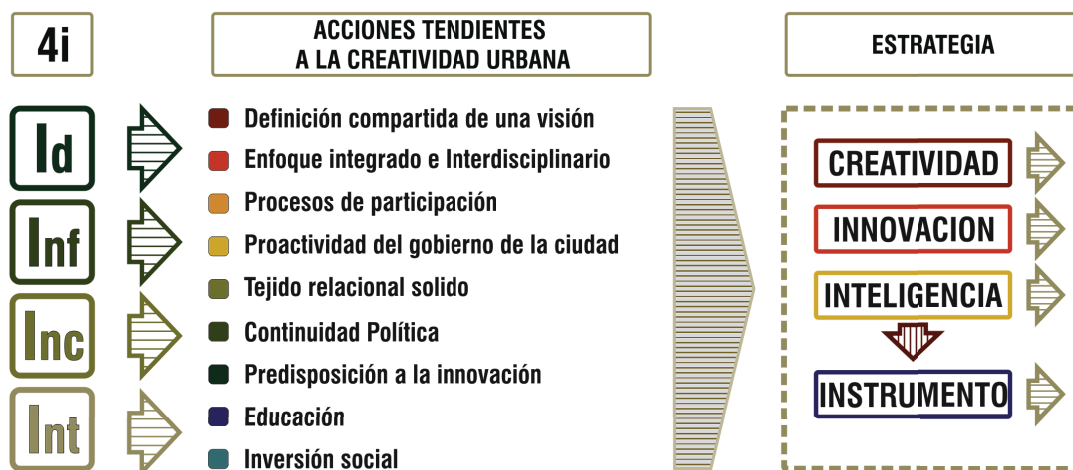 4i
ACCIONES TENDIENTES
A LA CREATIVIDAD URBANA
ESTRATEGIA
Id
Inf
Inc
Int
Definición compartida de una visión
Enfoque integrado e Interdisciplinario
Procesos de participación
Proactividad del gobierno de la ciudad
Tejido relacional solido
Continuidad Política
Predisposición a la innovación
Educación
Inversión social
CREATIVIDAD
INNOVACION
INTELIGENCIA
INSTRUMENTO